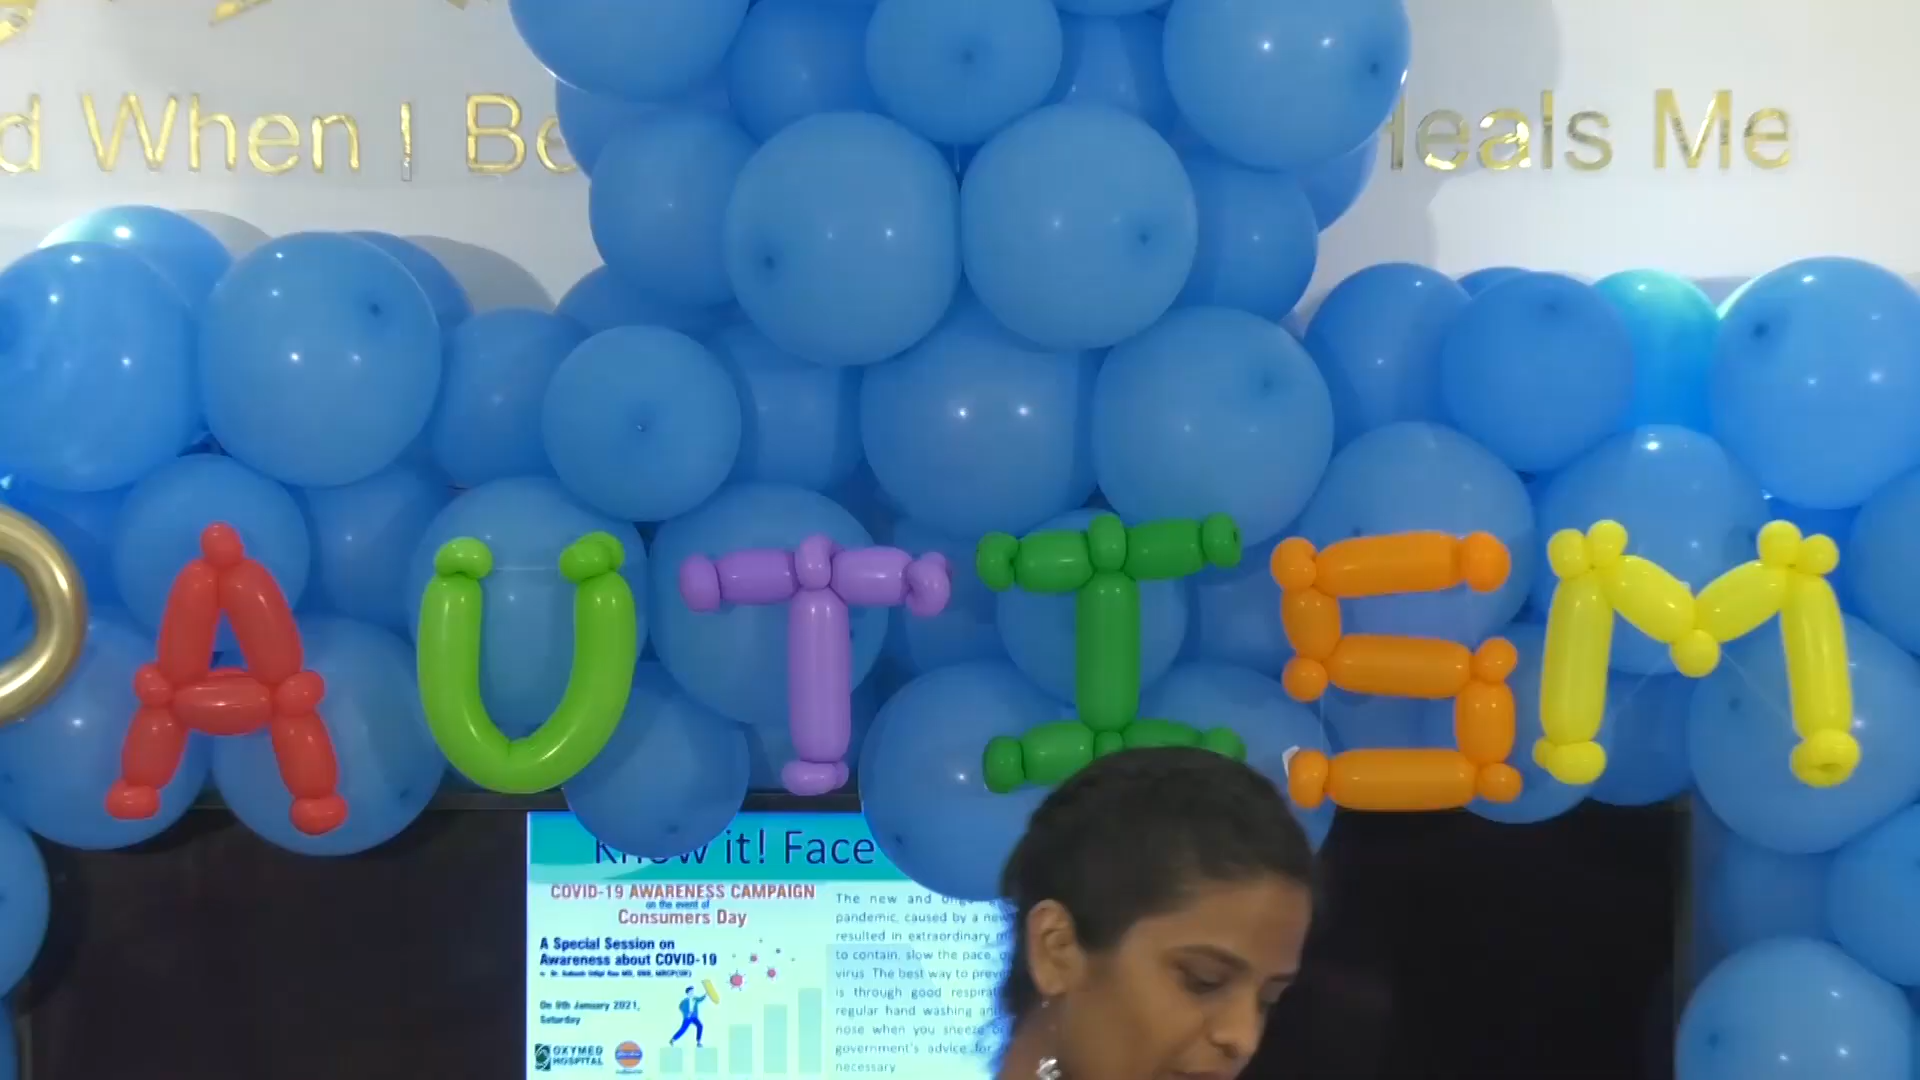 d When I Be
Heals Me
AUTISM
Know it! Face
COVID-19 AWARENESS CAMPAIGN
on the event of
Consumers Day
A Special Session on
Awareness about COVID-19
On 9th January 2021,
Saturday
OXYMED
HOSPITAL
The new and
pandemic, caused by a new
resulted in extraordinary
to contain, slow the pace,
virus. The best way to
is through good
regular hand washing and
nose when you sneeze
government's advice for
necessary